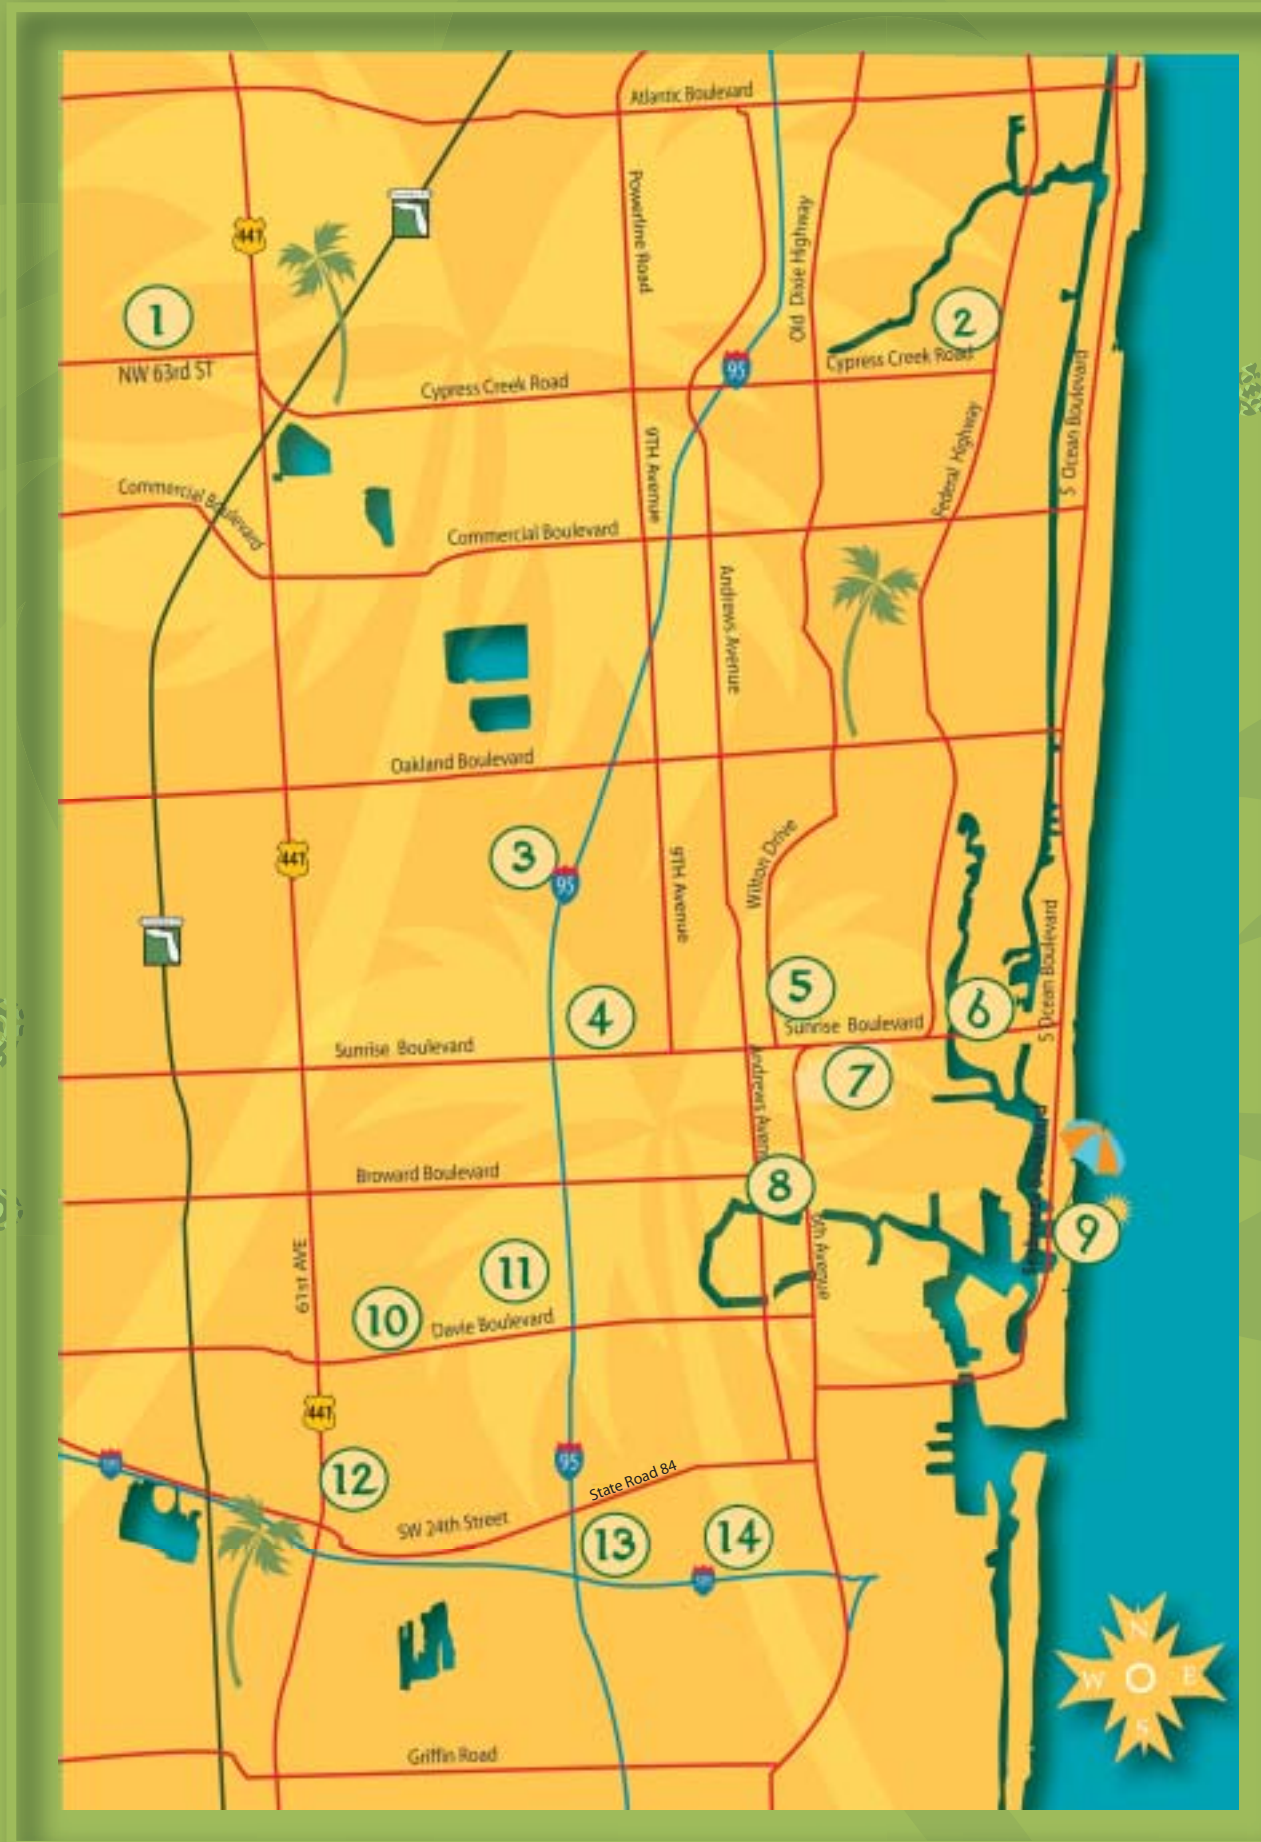 Atlantic Boulevard
Powerline Road
Old Dixie Highway
441
1
NW 63rd ST
2
Cypress Creek Road
95
Cypress Creek Road
S Ocean Boulevard
Federal Highway
9TH Avenue
Commercial Boulevard
Commercial Boulevard
Andrews Avenue
Oakland Boulevard
3
95
441
Wilton Drive
9TH Avenue
S Ocean Boulevard
4
5
6
Sunrise Boulevard
Sunrise Boulevard
7
Andrews Avenu
Broward Boulevard
8
9
61st AVE
11
10
Davie Boulevard
441
12
95
State Road 84
SW 24th Street
13
14
N
W
E
S
Griffin Road